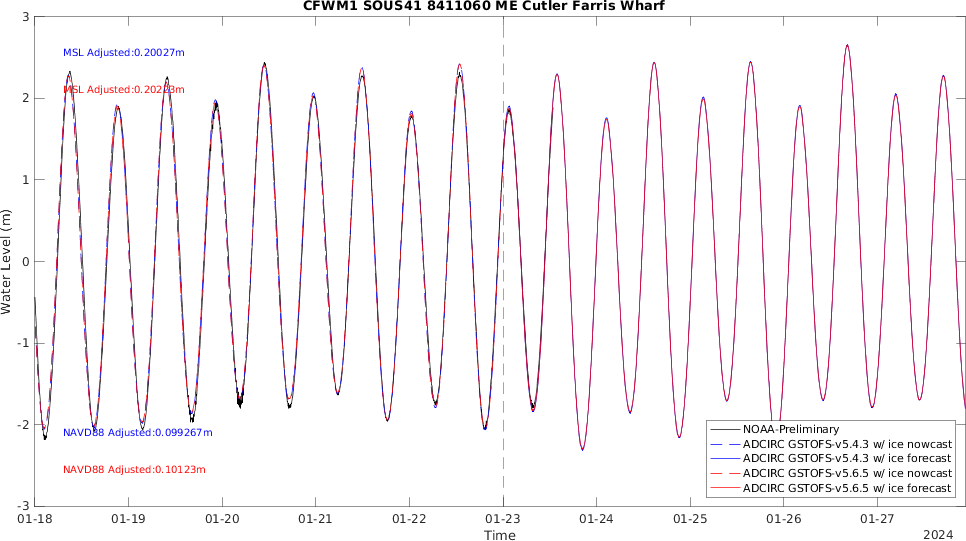 CFWM1 SOUS41 8411060 ME Cutler Farris Wharf
3
2
1
0
-1
-2
-3
Water Level (m)
MSL Adjusted:0.20027m
MSL Adjusted:0.20223m
NAVD88 Adjusted:0.099267m
NAVD88 Adjusted:0.10123m
NOAA-Preliminary
ADCIRC GSTOFS-v5.4.3 w/ ice nowcast
ADCIRC GSTOFS-v5.4.3 w/ ice forecast
ADCIRC GSTOFS-v5.6.5 w/ ice nowcast
ADCIRC GSTOFS-v5.6.5 w/ ice forecast
01-18 01-19 01-20 01-21 01-22 01-23 01-24 01-25 01-26 01-27
Time
2024